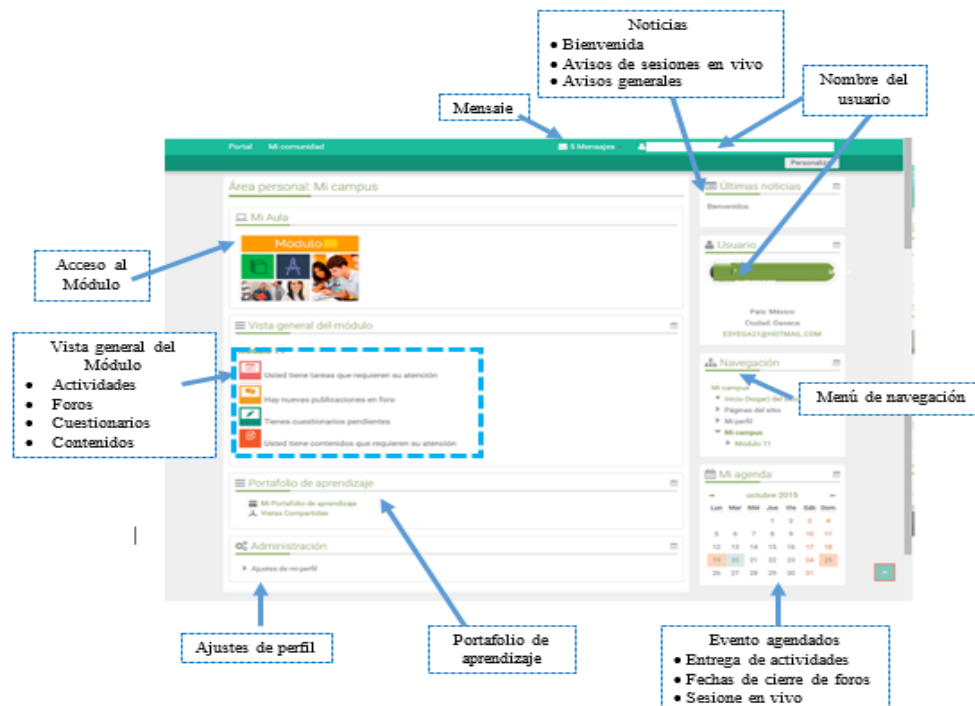 Noticias
• Bienvenida
• Avisos de sesiones en vivo
• Avisos generales
Nombre del
usuario
Mensaie
Portal Mi comunidad
5 Mensajes
Personaliza
Área personal: Mi campus
Mi Aula
Módulo
Acceso al
Módulo
Vista general del módulo
Vista general del
Módulo
• Actividades
• Foros
• Cuestionarios
• Contenidos
Usted tiene tareas que requieren su atención
Hay nuevas publicaciones en foro
Tienes cuestionarios pendientes
Usted tiene contenidos que requieren su atención
Portafolio de aprendizaje
Mi Portafolio de aprendizaje
Vistas Compartidas
Administración
Ajustes de mi perfil
Últimas noticias
Bienvenidos
Usuario
País: México
Ciudad: Oaxaca
ESYEGA21@HOTMAIL.COM
Navegación
Mi campus
Inicio (hogar) del
Páginas del sitio
Mi perfil
Mi campus
Módulo 11
Menú de navegación
Mi agenda
octubre 2015
Lun Mar Mié Jue Vie Sáb Dom
1 2 3 4
5 6 7 8 9 10 11
12 13 14 15 16 17 18
19 20 21 22 23 24 25
26 27 28 29 30 31
Ajustes de perfil
Portafolio de
aprendizaje
Evento agendados
• Entrega de actividades
• Fechas de cierre de foros
• Sesione en vivo